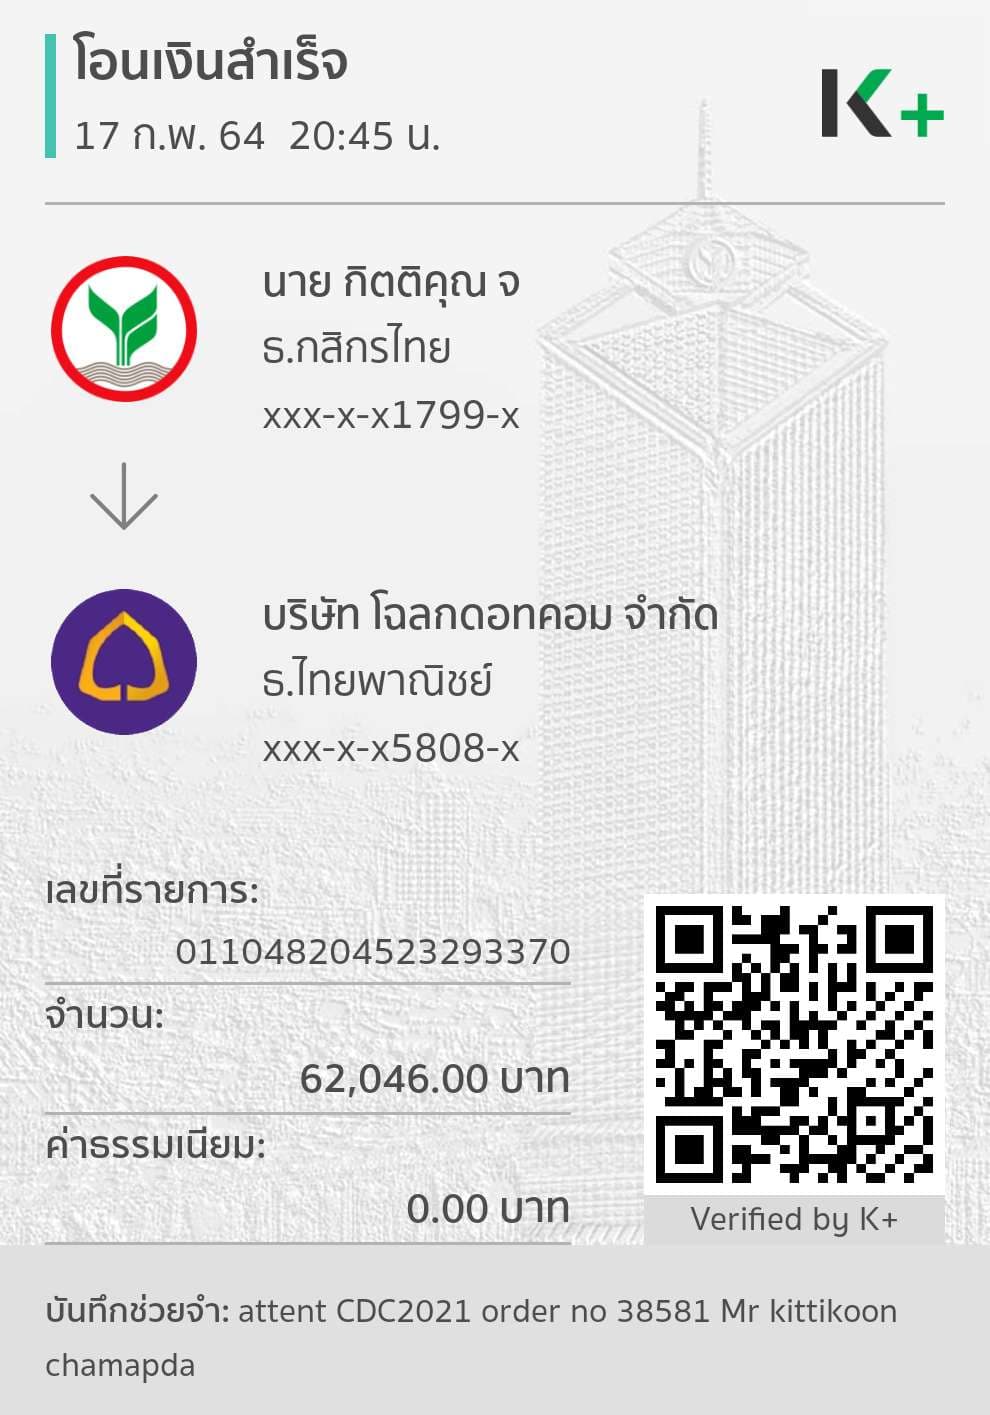 โอนเงินสำเร็จ
17 ก.พ. 64 20:45 น.
K+
นาย กิตติคุณ จ
ธ.กสิกรไทย
xxx-x-x1799-x
บริษัท โฉลกดอทคอม จำกัด
ธ.ไทยพาณิชย์
xxx-x-x5808-x
เลขที่รายการ:
011048204523293370
จำนวน:
62,046.00 บาท
ค่าธรรมเนียม:
0.00 บาท
Verified by K+
บันทึกช่วยจำ: attent CDC2021 order no 38581 Mr kittikoon
chamapda